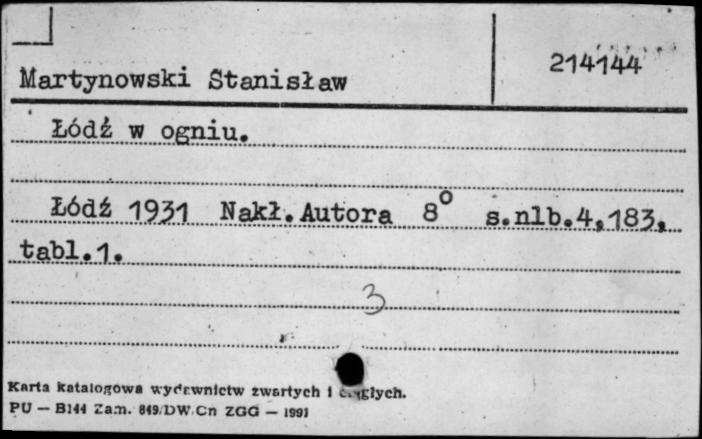 214144
Martynowski Stanisław
Łódź w ogniu.
Łódź 1931 Nakł.Autora 8º s.nlb.4,183,
tabl.1.
3
Karta katalogowa wydawnictw zwartych i ciągłych.
PU — B144 Zam. 849/DW.Cn ZGG — 1991